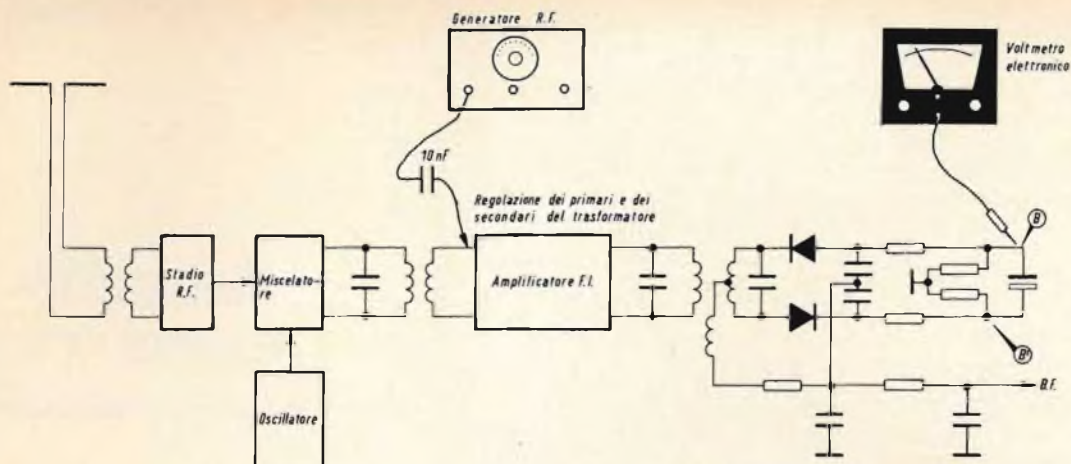 Generatore R.F.
Voltmetro
elettronico
10 nF
Regolazione dei primari e dei
secondari del trasformatore
B
Stadio
R.F.
Miscelato-
re
Amplificatore F.I.
B'
B.F.
Oscillatore